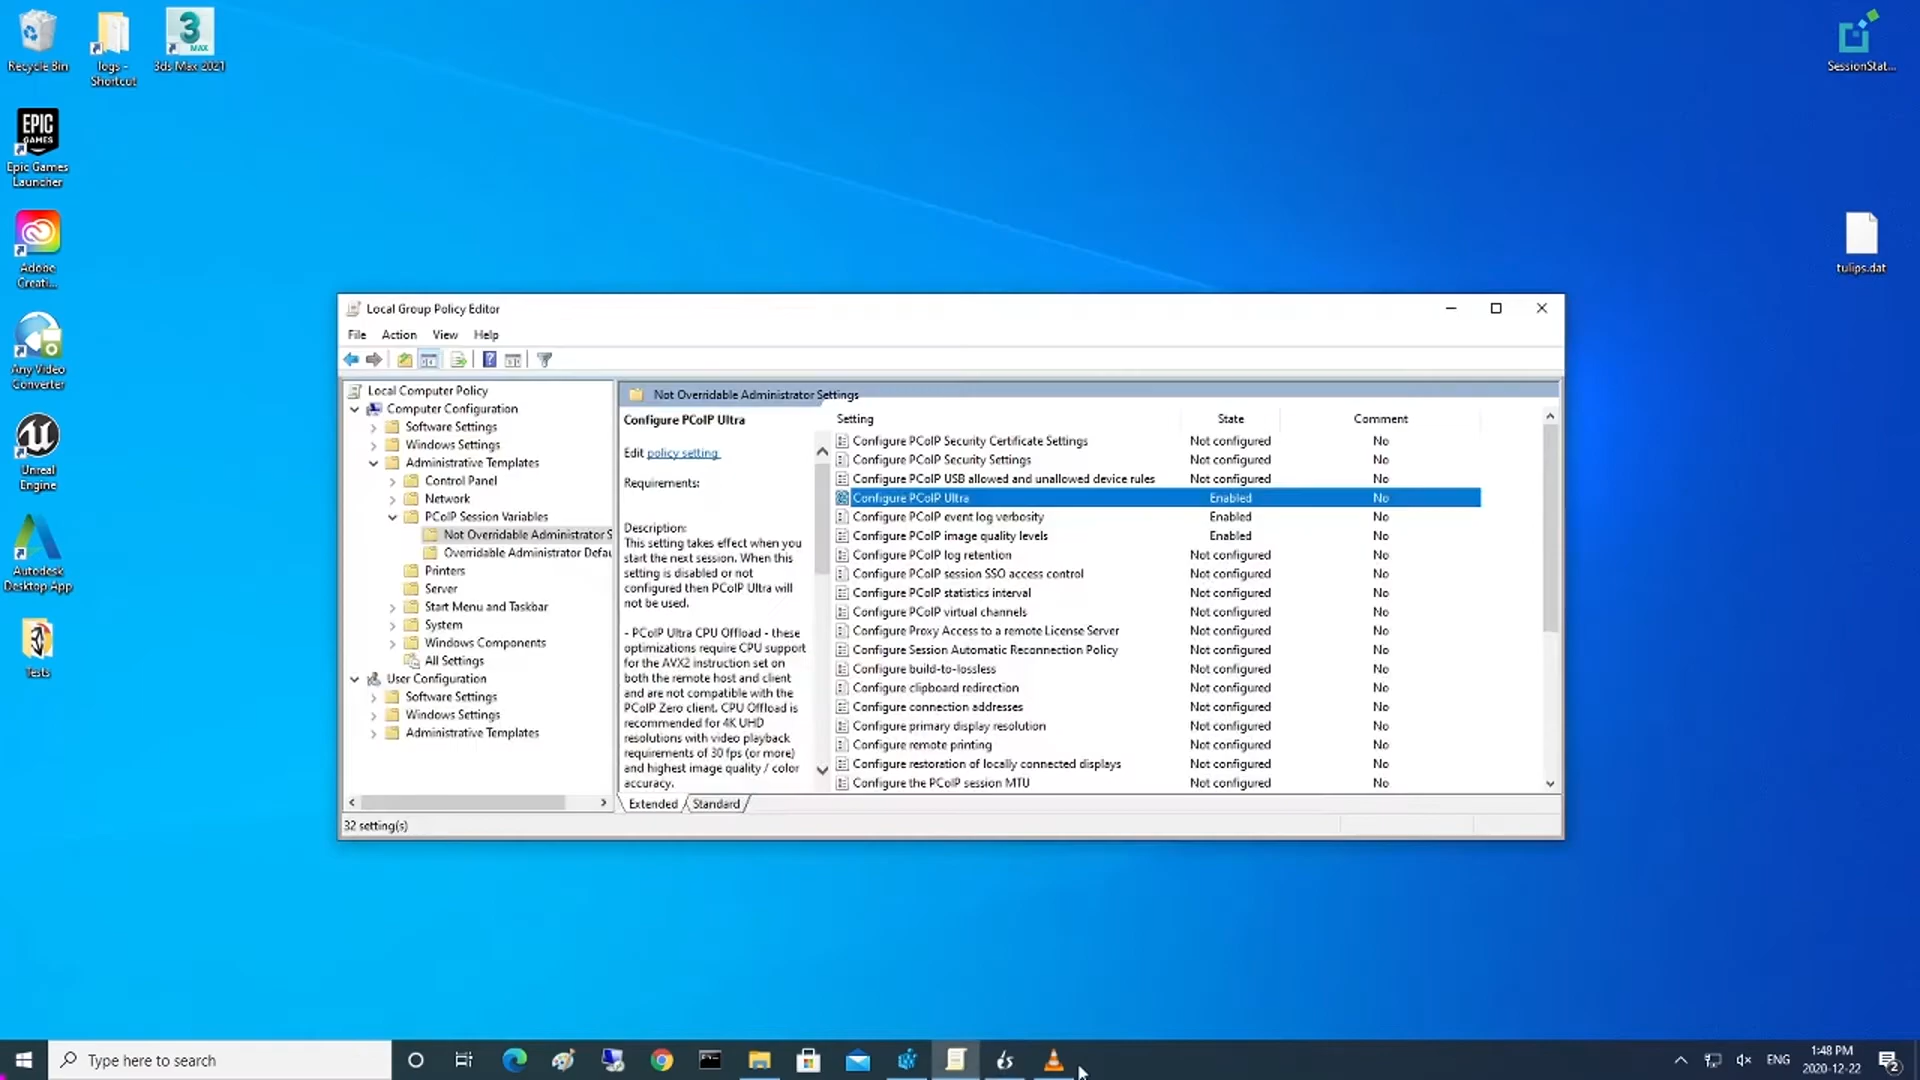 Recycle Bin
logs -
Shortcut
3ds Max 2021
SessionStat...
EPIC
GAMES
Epic Games
Launcher
Adobe
Creati...
tulips.dat
Any Video
Converter
Unreal
Engine
Autodesk
Desktop App
Tests
Local Group Policy Editor
File Action View Help
Local Computer Policy
Computer Configuration
Software Settings
Windows Settings
Administrative Templates
Control Panel
Network
PCoIP Session Variables
Not Overridable Administrator S
Overridable Administrator Defau
Printers
Server
Start Menu and Taskbar
System
Windows Components
All Settings
User Configuration
Software Settings
Windows Settings
Administrative Templates
Not Overridable Administrator Settings
Configure PCoIP Ultra
Edit policy setting
Requirements:
Description:
This setting takes effect when you
start the next session. When this
setting is disabled or not
configured then PCoIP Ultra will
not be used.
- PCoIP Ultra CPU Offload - these
optimizations require CPU support
for the AVX2 instruction set on
both the remote host and client
and are not compatible with the
PCoIP Zero client. CPU Offload is
recommended for 4K UHD
resolutions with video playback
requirements of 30 fps (or more)
and highest image quality / color
accuracy.
Setting State Comment
Configure PCoIP Security Certificate Settings Not configured No
Configure PCoIP Security Settings Not configured No
Configure PCoIP USB allowed and unallowed device rules Not configured No
Configure PCoIP Ultra Enabled No
Configure PCoIP event log verbosity Enabled No
Configure PCoIP image quality levels Enabled No
Configure PCoIP log retention Not configured No
Configure PCoIP session SSO access control Not configured No
Configure PCoIP statistics interval Not configured No
Configure PCoIP virtual channels Not configured No
Configure Proxy Access to a remote License Server Not configured No
Configure Session Automatic Reconnection Policy Not configured No
Configure build-to-lossless Not configured No
Configure clipboard redirection Not configured No
Configure connection addresses Not configured No
Configure primary display resolution Not configured No
Configure remote printing Not configured No
Configure restoration of locally connected displays Not configured No
Configure the PCoIP session MTU Not configured No
Extended Standard
32 setting(s)
Type here to search
ENG
1:48 PM
2020-12-22
2